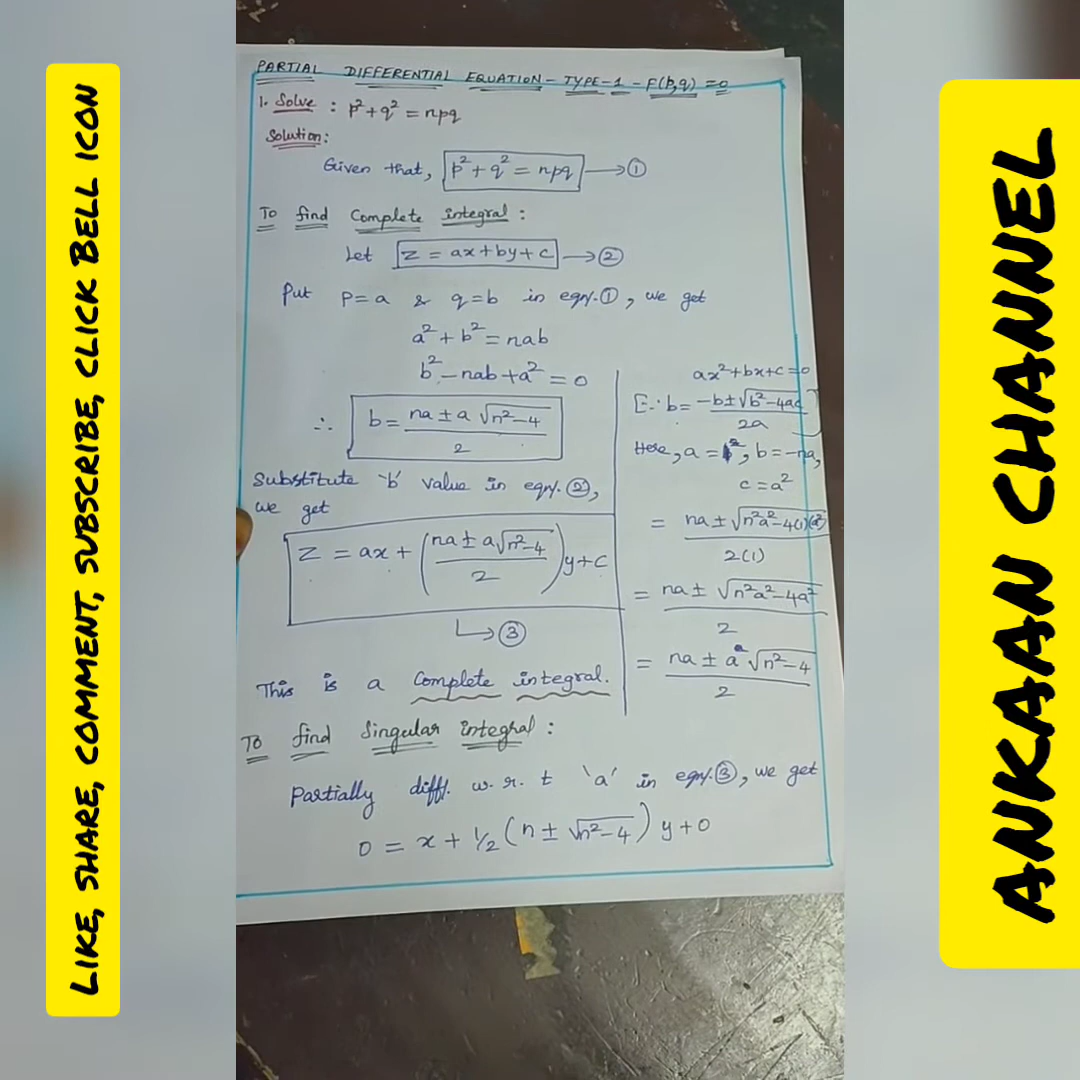 LIKE, SHARE, COMMENT, SUBSCRIBE, CLICK BELL ICON
PARTIAL DIFFERENTIAL EQUATION - TYPE-1 - F(p,q) = 0
1. Solve : p² + q² = npq
Solution:
Given that, p² + q² = npq → ①
To find Complete integral :
Let z = ax + by + c → ②
Put p = a & q = b in eqn. ①, we get
a² + b² = nab
b² - nab + a² = 0
∴ b = (na ± a √(n²-4)) / 2
Substitute 'b' value in eqn. ②,
we get
Z = ax + ((na ± a√(n²-4)) / 2) y + c
↳ ③
This is a Complete integral.
ax² + bx + c = 0
[∵ b = (-b ± √(b²-4ac)) / 2a]
Here, a = , b = -na,
c = a²
= (na ± √(n²a² - 4(1)(a²))) / 2(1)
= (na ± √(n²a² - 4a²)) / 2
= (na ± a √(n²-4)) / 2
To find Singular integral :
Partially diff. w.r.t 'a' in eqn. ③, we get
0 = x + 1/2 (n ± √(n²-4)) y + 0
ANKAAN CHANNEL